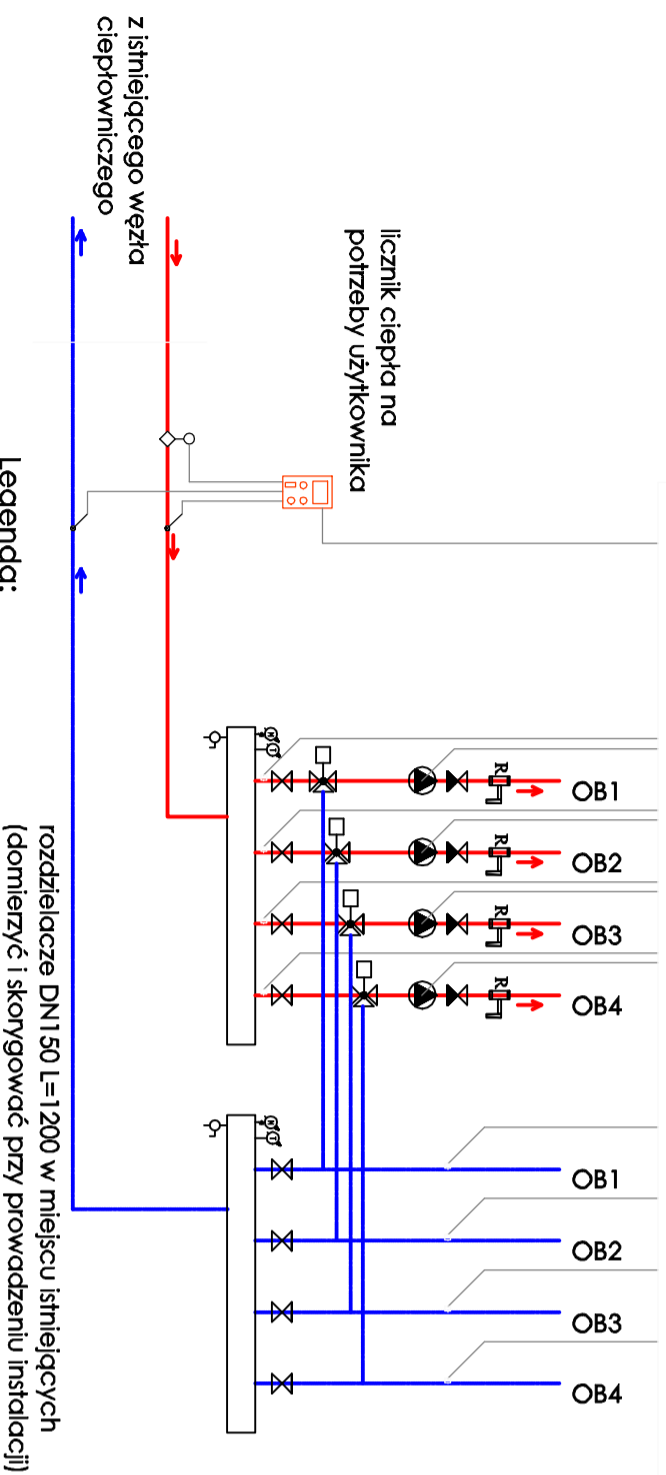 z istniejącego węzła
ciepłowniczego
licznik ciepła na
potrzeby użytkownika
Legenda:
rozdzielacze DN150 L=1200 w miejscu istniejących
(domierzyć i skorygować przy prowadzeniu instalacji)
R
OB1
R
OB2
R
OB3
R
OB4
OB1
OB2
OB3
OB4
M
T
M
T